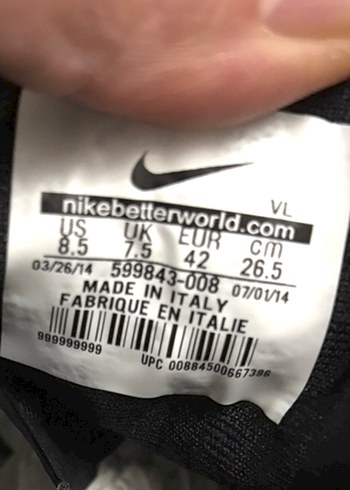 VL
nikebetterworld.com
US UK EUR cm
8.5 7.5 42 26.5
03/26/14 599843-008 07/01/14
MADE IN ITALY
FABRIQUE EN ITALIE
999999999
UPC 00884500667396